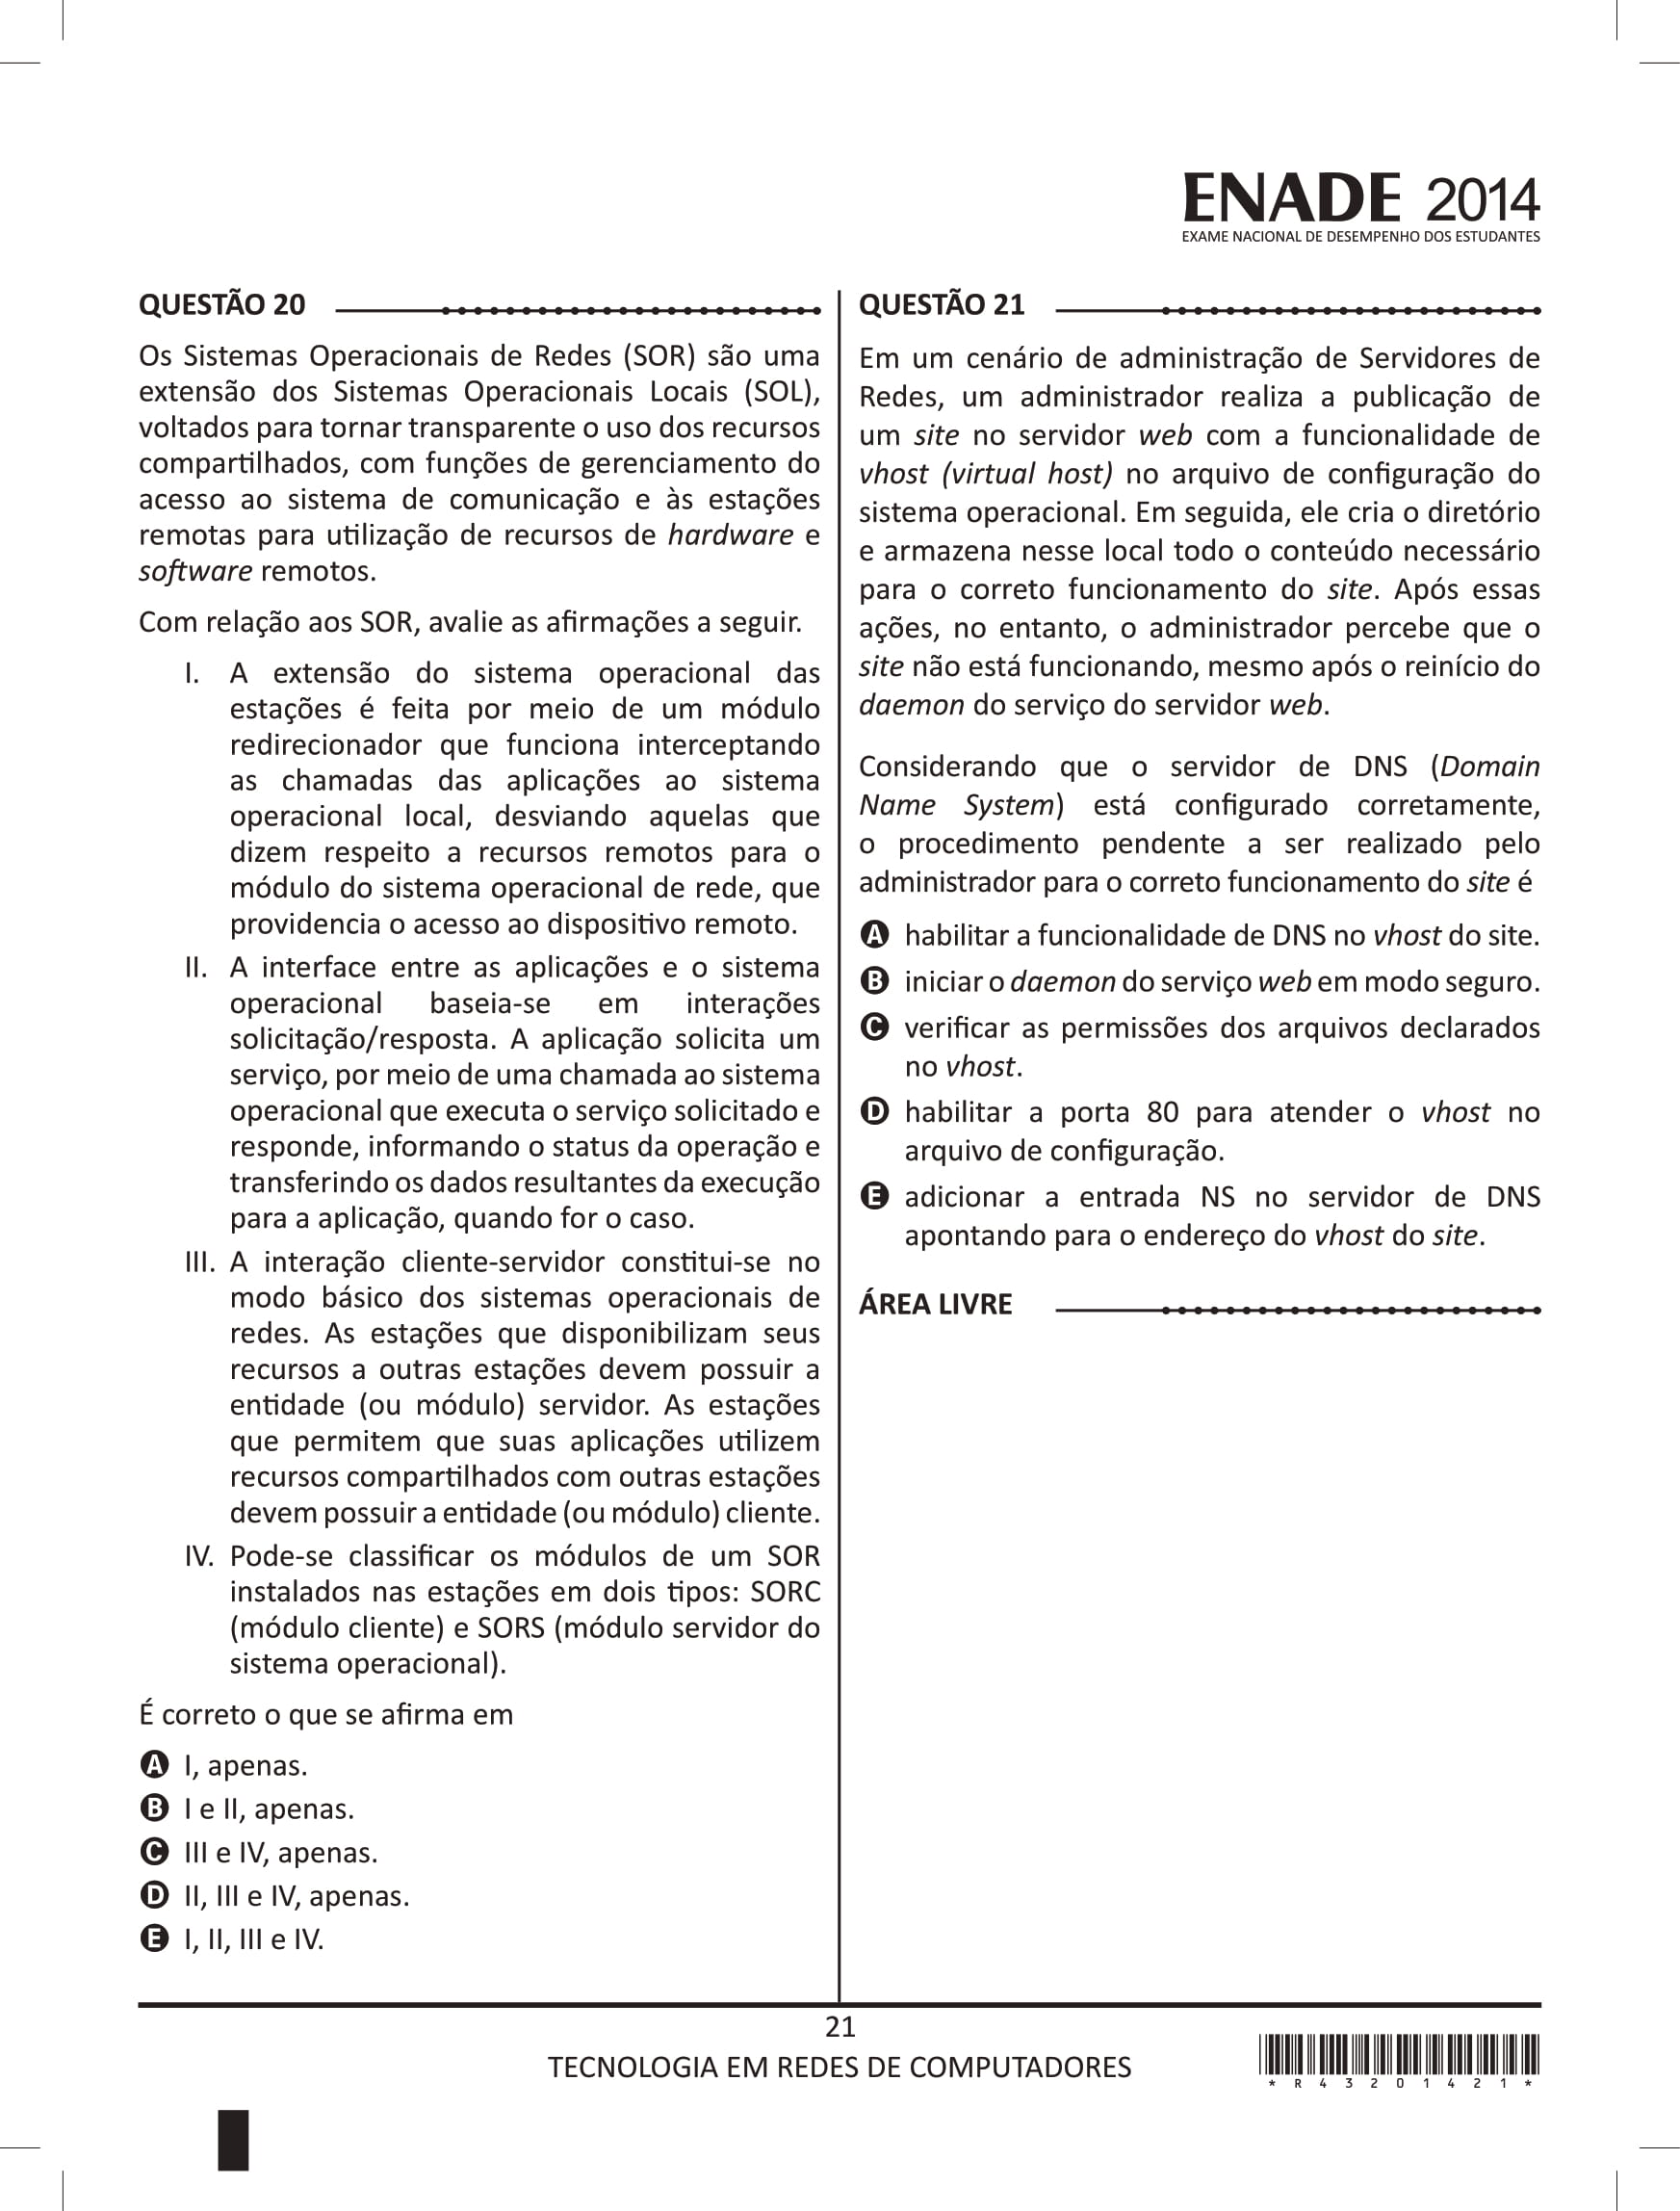 ENADE 2014
EXAME NACIONAL DE DESEMPENHO DOS ESTUDANTES
QUESTÃO 20
Os Sistemas Operacionais de Redes (SOR) são uma
extensão dos Sistemas Operacionais Locais (SOL),
voltados para tornar transparente o uso dos recursos
compartilhados, com funções de gerenciamento do
acesso ao sistema de comunicação e às estações
remotas para utilização de recursos de hardware e
software remotos.
Com relação aos SOR, avalie as afirmações a seguir.
I. A extensão do sistema operacional das
estações é feita por meio de um módulo
redirecionador que funciona interceptando
as chamadas das aplicações ao sistema
operacional local, desviando aquelas que
dizem respeito a recursos remotos para o
módulo do sistema operacional de rede, que
providencia o acesso ao dispositivo remoto.
II. A interface entre as aplicações e o sistema
operacional baseia-se em interações
solicitação/resposta. A aplicação solicita um
serviço, por meio de uma chamada ao sistema
operacional que executa o serviço solicitado e
responde, informando o status da operação e
transferindo os dados resultantes da execução
para a aplicação, quando for o caso.
III. A interação cliente-servidor constitui-se no
modo básico dos sistemas operacionais de
redes. As estações que disponibilizam seus
recursos a outras estações devem possuir a
entidade (ou módulo) servidor. As estações
que permitem que suas aplicações utilizem
recursos compartilhados com outras estações
devem possuir a entidade (ou módulo) cliente.
IV. Pode-se classificar os módulos de um SOR
instalados nas estações em dois tipos: SORC
(módulo cliente) e SORS (módulo servidor do
sistema operacional).
É correto o que se afirma em
A I, apenas.
B I e II, apenas.
C III e IV, apenas.
D II, III e IV, apenas.
E I, II, III e IV.
QUESTÃO 21
Em um cenário de administração de Servidores de
Redes, um administrador realiza a publicação de
um site no servidor web com a funcionalidade de
vhost (virtual host) no arquivo de configuração do
sistema operacional. Em seguida, ele cria o diretório
e armazena nesse local todo o conteúdo necessário
para o correto funcionamento do site. Após essas
ações, no entanto, o administrador percebe que o
site não está funcionando, mesmo após o reinício do
daemon do serviço do servidor web.
Considerando que o servidor de DNS (Domain
Name System) está configurado corretamente,
o procedimento pendente a ser realizado pelo
administrador para o correto funcionamento do site é
A habilitar a funcionalidade de DNS no vhost do site.
B iniciar o daemon do serviço web em modo seguro.
C verificar as permissões dos arquivos declarados
no vhost.
D habilitar a porta 80 para atender o vhost no
arquivo de configuração.
E adicionar a entrada NS no servidor de DNS
apontando para o endereço do vhost do site.
ÁREA LIVRE
21
TECNOLOGIA EM REDES DE COMPUTADORES
* R 4 3 2 0 1 4 2 1 *